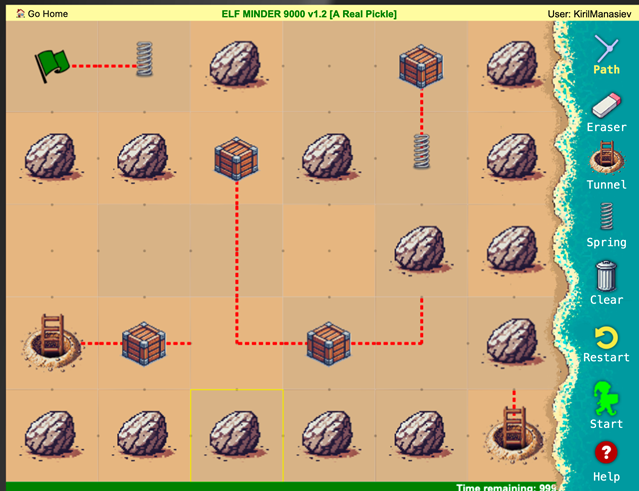 Go Home
ELF MINDER 9000 v1.2 [A Real Pickle]
User: KirilManasiev
Path
Eraser
Tunnel
Spring
Clear
Restart
Start
?
Help
Time remaining: 999